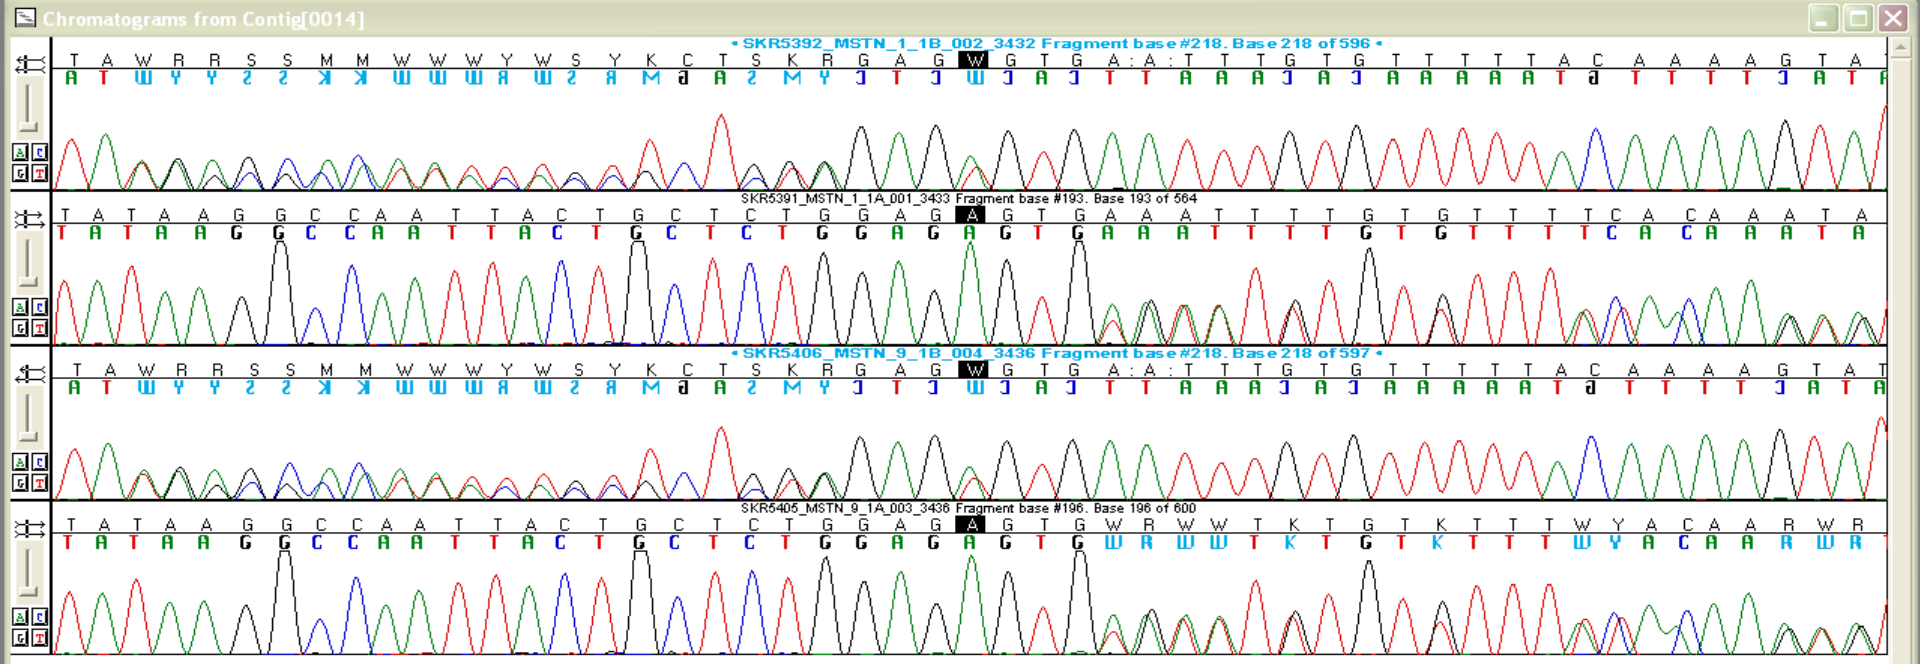 Chromatograms from Contig[0014]
• SKR5392_MSTN_1_1B_002_3432 Fragment base #218. Base 218 of 596 •
T A W R R S S M M W W W R W S Y K C T S K R G A G W G T G A : A : T T T G T G T T T T T A C A A A A G T A
A T W Y Y S S K K W W W R W S R M G A S M Y C T C W C A C T T A A A C A C A A A A A T G T T T T C A T A
A C
G T
SKR5391_MSTN_1_1A_001_3433 Fragment base #193. Base 193 of 564
T A T A A G G C C A A T T A C T G C T C T G G A G A G T G A A A T T T T G T G T T T T C A C A A A T A
T A T A A G G C C A A T T A C T G C T C T G G A G A G T G A A A T T T T G T G T T T T C A C A A A T A
A C
G T
• SKR5406_MSTN_9_1B_004_3436 Fragment base #218. Base 218 of 597 •
T A W R R S S M M W W W R W S Y K C T S K R G A G W G T G A : A : T T T G T G T T T T T A C A A A A G T A T
A T W Y Y S S K K W W W R W S R M G A S M Y C T C W C A C T T A A A C A C A A A A A T G T T T T C A T A
A C
G T
SKR5405_MSTN_9_1A_003_3436 Fragment base #196. Base 196 of 600
T A T A A G G C C A A T T A C T G C T C T G G A G A G T G W R W W T K T G T K T T T W Y A C A A R W R
T A T A A G G C C A A T T A C T G C T C T G G A G A G T G W R W W T K T G T K T T T W Y A C A A R W R
A C
G T